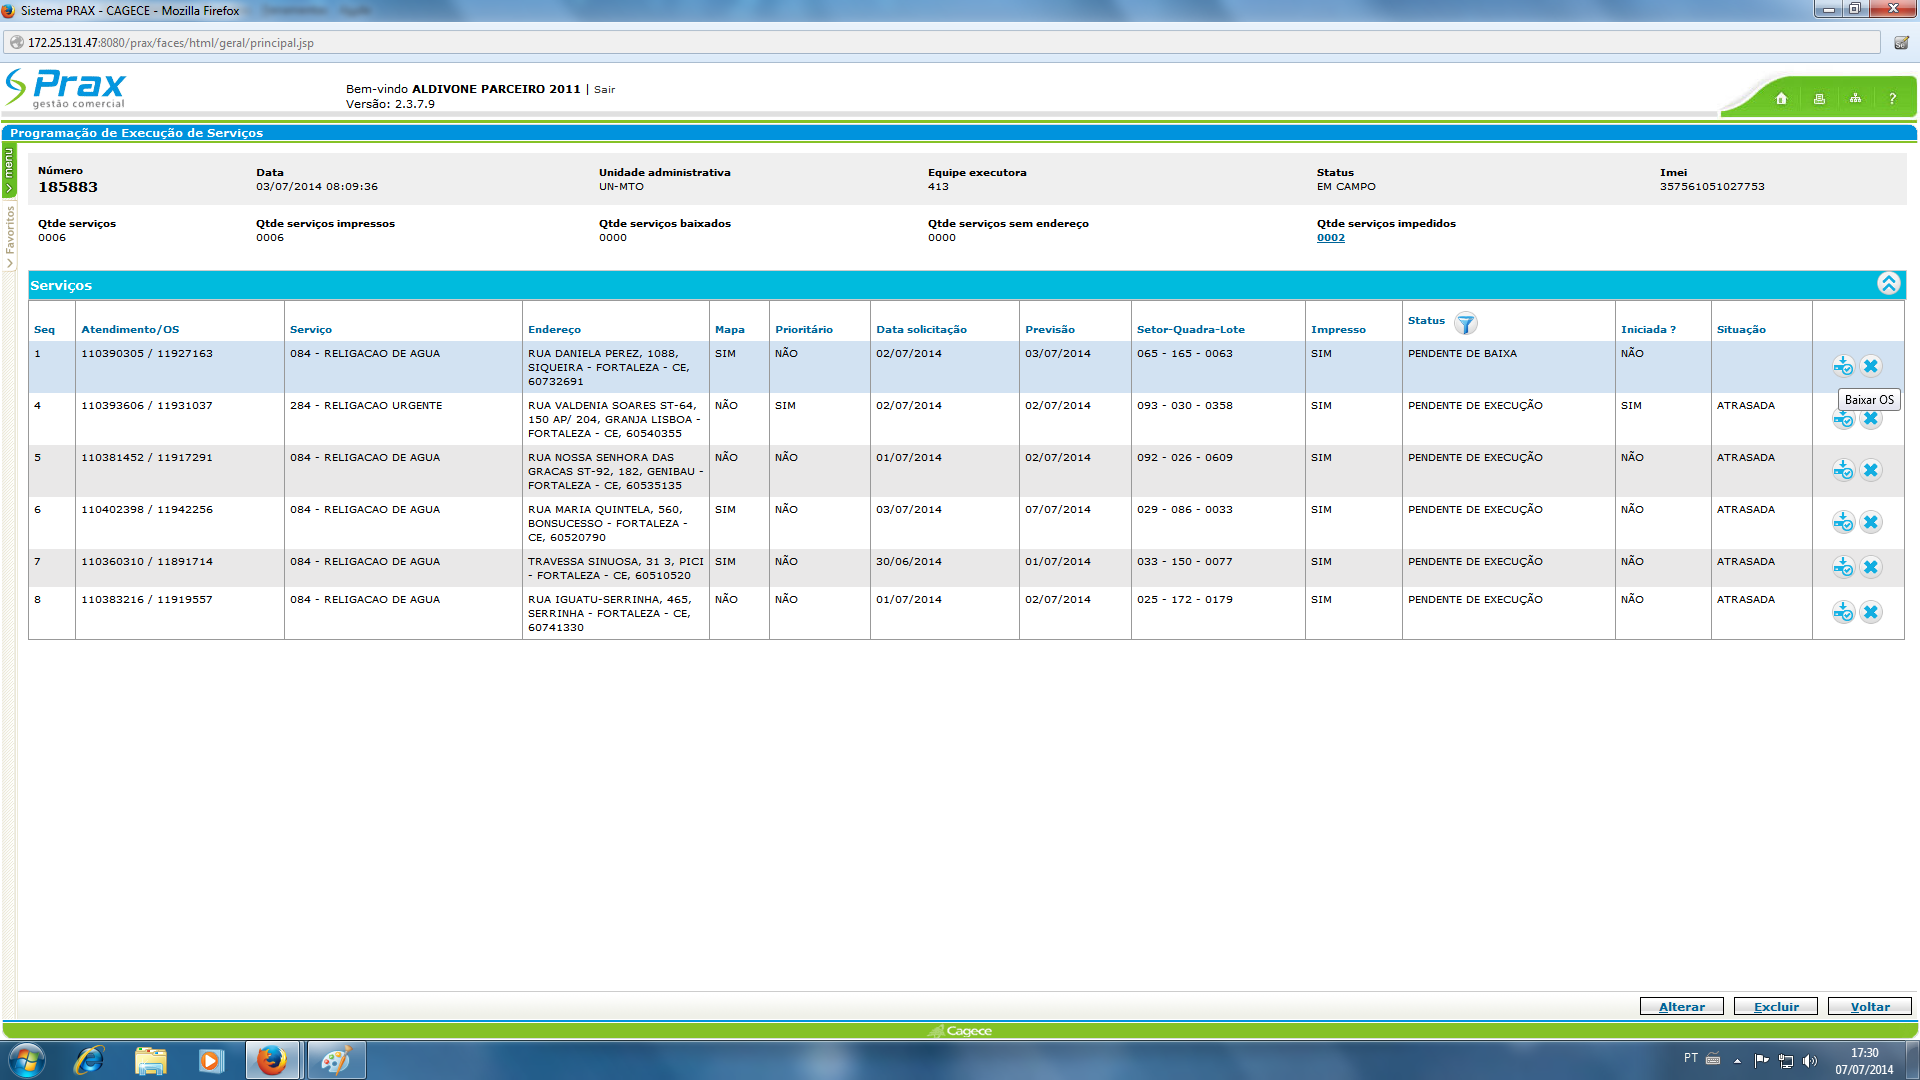 Sistema PRAX - CAGECE - Mozilla Firefox
172.25.131.47:8080/prax/faces/html/geral/principal.jsp
Prax
gestão comercial
Bem-vindo ALDIVONE PARCEIRO 2011 | Sair
Versão: 2.3.7.9
?
Programação de Execução de Serviços
menu
Favoritos
Número Data Unidade administrativa Equipe executora Status Imei
185883 03/07/2014 08:09:36 UN-MTO 413 EM CAMPO 357561051027753
Qtde serviços Qtde serviços impressos Qtde serviços baixados Qtde serviços sem endereço Qtde serviços impedidos
0006 0006 0000 0000 0002
Serviços
Seq Atendimento/OS Serviço Endereço Mapa Prioritário Data solicitação Previsão Setor-Quadra-Lote Impresso Status Iniciada ? Situação
1 110390305 / 11927163 084 - RELIGACAO DE AGUA RUA DANIELA PEREZ, 1088, SIM NÃO 02/07/2014 03/07/2014 065 - 165 - 0063 SIM PENDENTE DE BAIXA NÃO
SIQUEIRA - FORTALEZA - CE,
60732691
Baixar OS
4 110393606 / 11931037 284 - RELIGACAO URGENTE RUA VALDENIA SOARES ST-64, NÃO SIM 02/07/2014 02/07/2014 093 - 030 - 0358 SIM PENDENTE DE EXECUÇÃO SIM ATRASADA
150 AP/ 204, GRANJA LISBOA -
FORTALEZA - CE, 60540355
5 110381452 / 11917291 084 - RELIGACAO DE AGUA RUA NOSSA SENHORA DAS NÃO NÃO 01/07/2014 02/07/2014 092 - 026 - 0609 SIM PENDENTE DE EXECUÇÃO NÃO ATRASADA
GRACAS ST-92, 182, GENIBAU -
FORTALEZA - CE, 60535135
6 110402398 / 11942256 084 - RELIGACAO DE AGUA RUA MARIA QUINTELA, 560, SIM NÃO 03/07/2014 07/07/2014 029 - 086 - 0033 SIM PENDENTE DE EXECUÇÃO NÃO ATRASADA
BONSUCESSO - FORTALEZA -
CE, 60520790
7 110360310 / 11891714 084 - RELIGACAO DE AGUA TRAVESSA SINUOSA, 31 3, PICI SIM NÃO 30/06/2014 01/07/2014 033 - 150 - 0077 SIM PENDENTE DE EXECUÇÃO NÃO ATRASADA
- FORTALEZA - CE, 60510520
8 110383216 / 11919557 084 - RELIGACAO DE AGUA RUA IGUATU-SERRINHA, 465, NÃO NÃO 01/07/2014 02/07/2014 025 - 172 - 0179 SIM PENDENTE DE EXECUÇÃO NÃO ATRASADA
SERRINHA - FORTALEZA - CE,
60741330
Alterar Excluir Voltar
Cagece
PT
17:30
07/07/2014